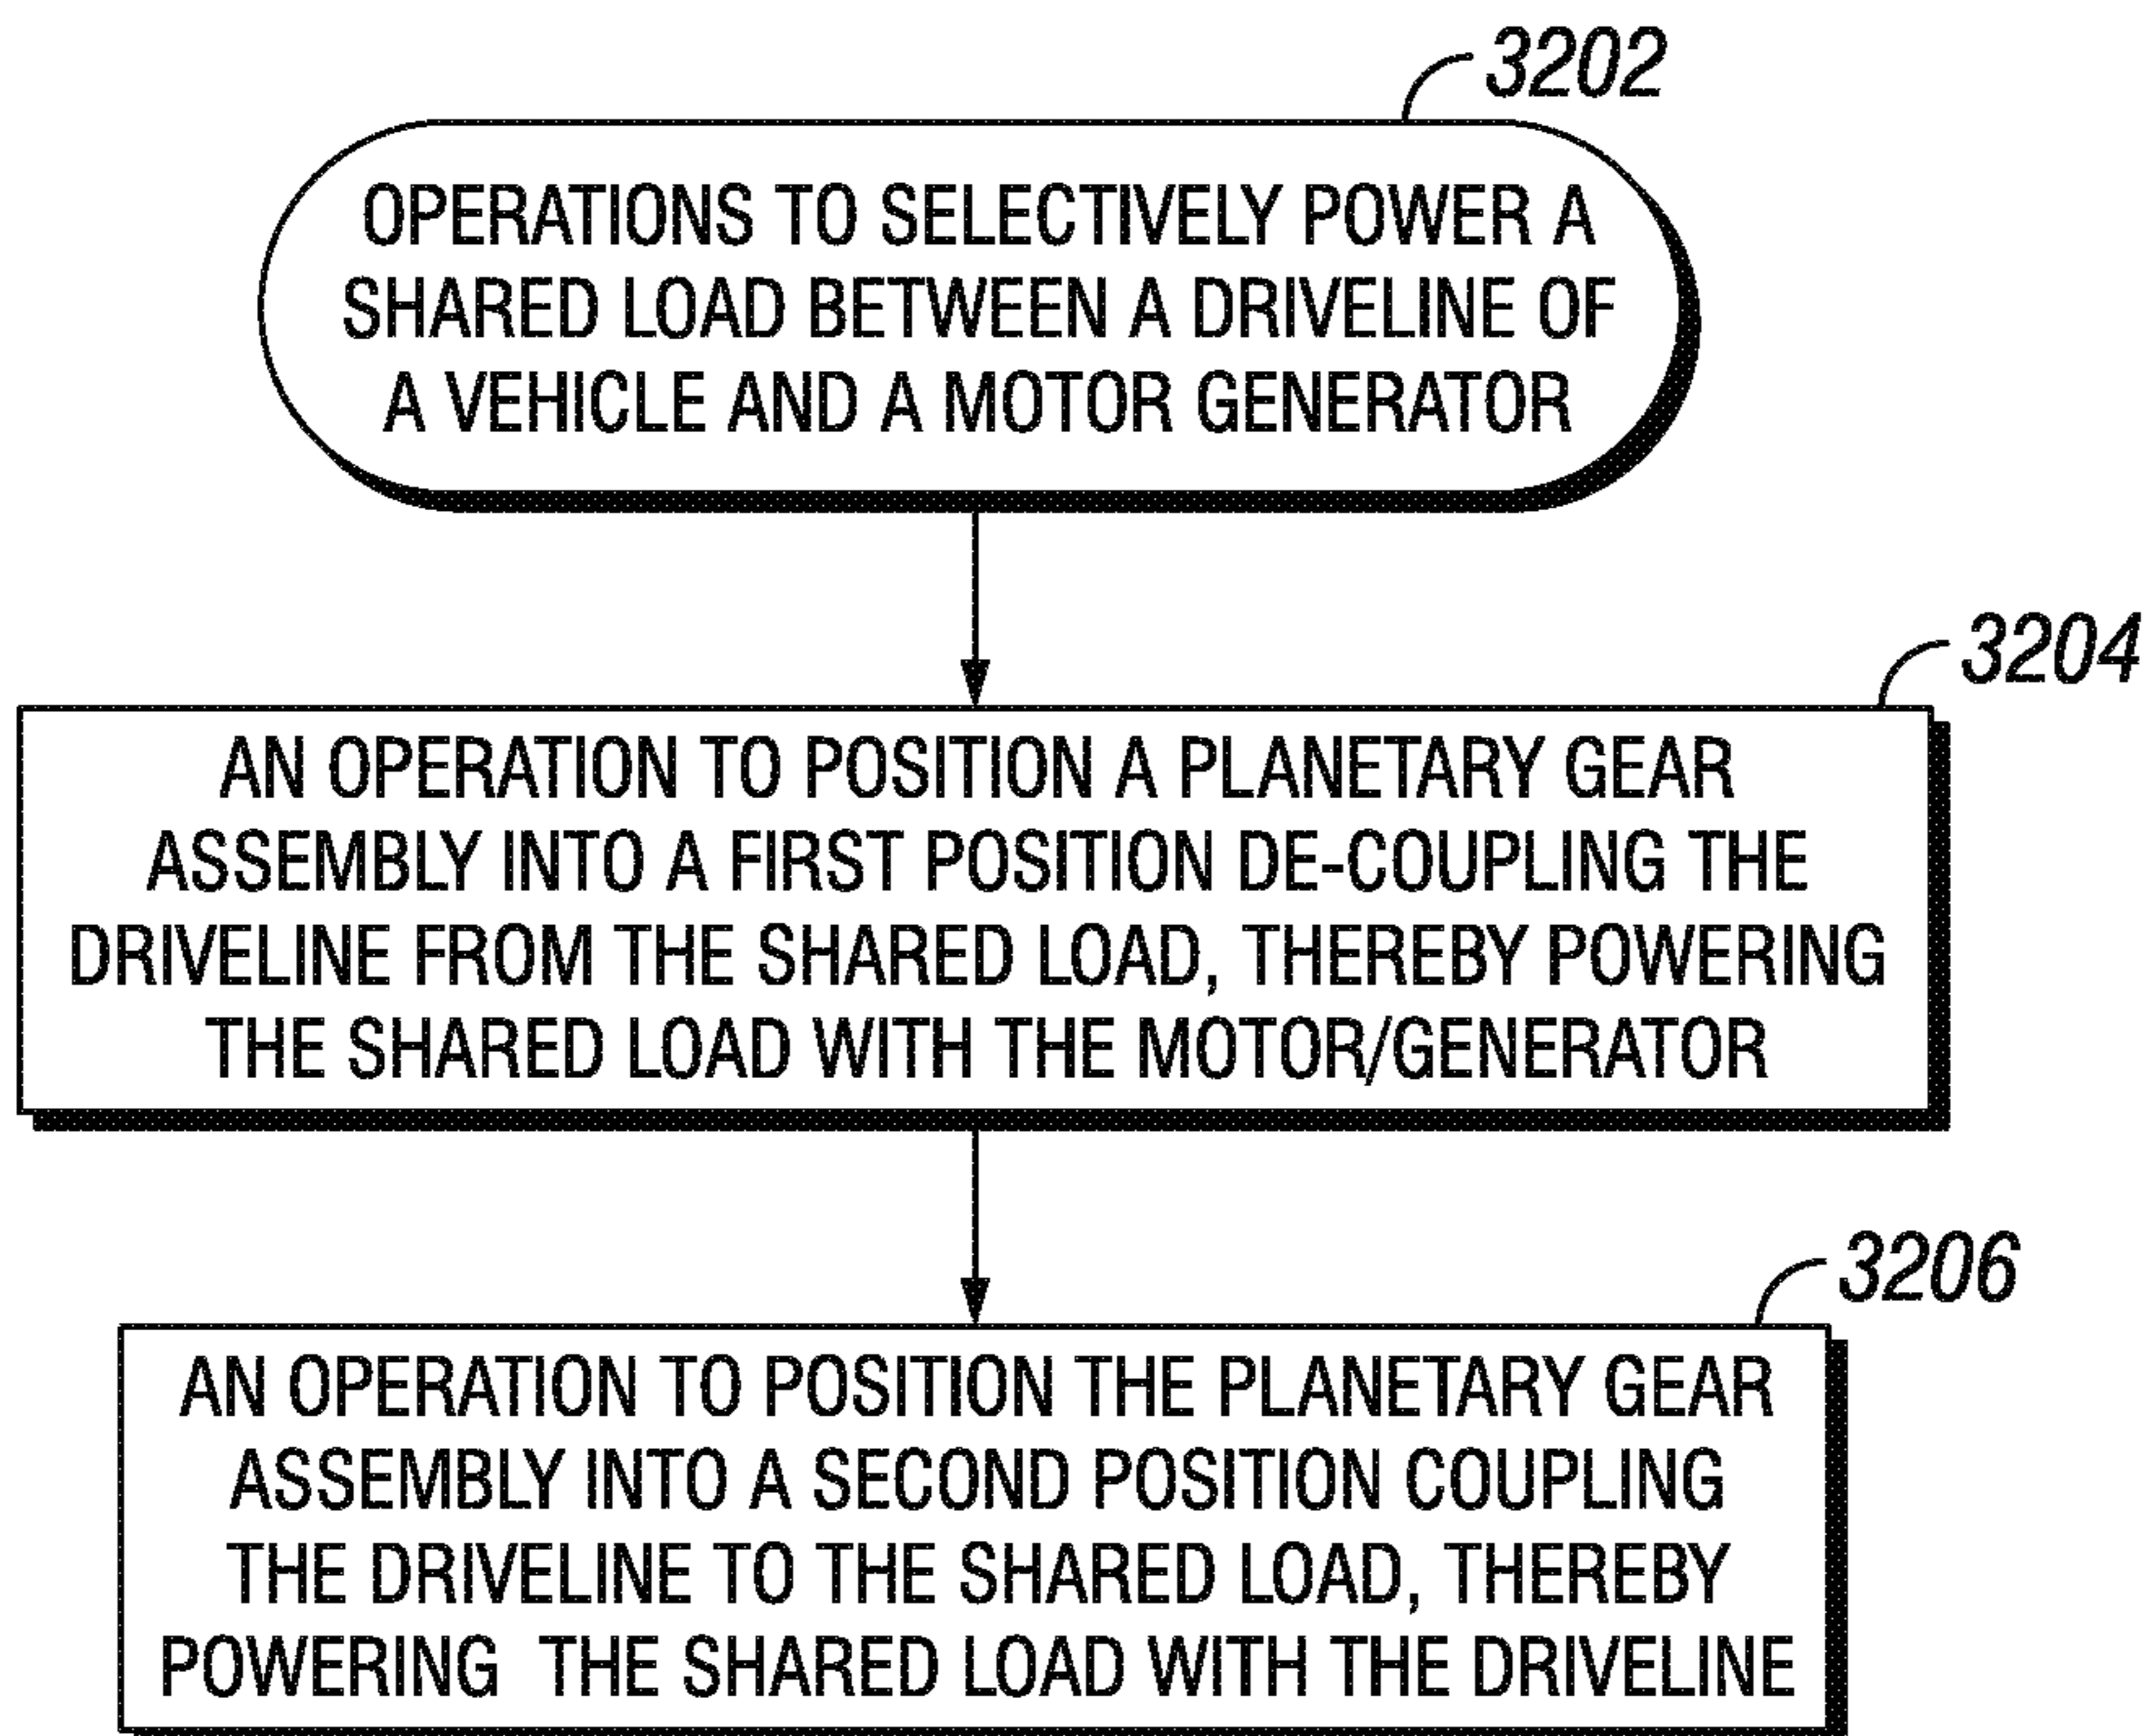 3202
OPERATIONS TO SELECTIVELY POWER A
SHARED LOAD BETWEEN A DRIVELINE OF
A VEHICLE AND A MOTOR GENERATOR
3204
AN OPERATION TO POSITION A PLANETARY GEAR
ASSEMBLY INTO A FIRST POSITION DE-COUPLING THE
DRIVELINE FROM THE SHARED LOAD, THEREBY POWERING
THE SHARED LOAD WITH THE MOTOR/GENERATOR
3206
AN OPERATION TO POSITION THE PLANETARY GEAR
ASSEMBLY INTO A SECOND POSITION COUPLING
THE DRIVELINE TO THE SHARED LOAD, THEREBY
POWERING THE SHARED LOAD WITH THE DRIVELINE